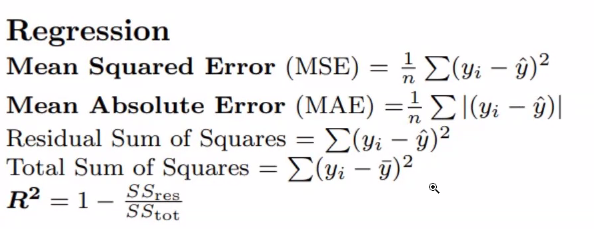 Regression
Mean Squared Error (MSE) = 1/n ∑(yᵢ − ŷ)²
Mean Absolute Error (MAE) =1/n ∑ |(yᵢ − ŷ)|
Residual Sum of Squares = ∑(yᵢ − ŷ)²
Total Sum of Squares = ∑(yᵢ − ȳ)²
R² = 1 − SSres/SStot